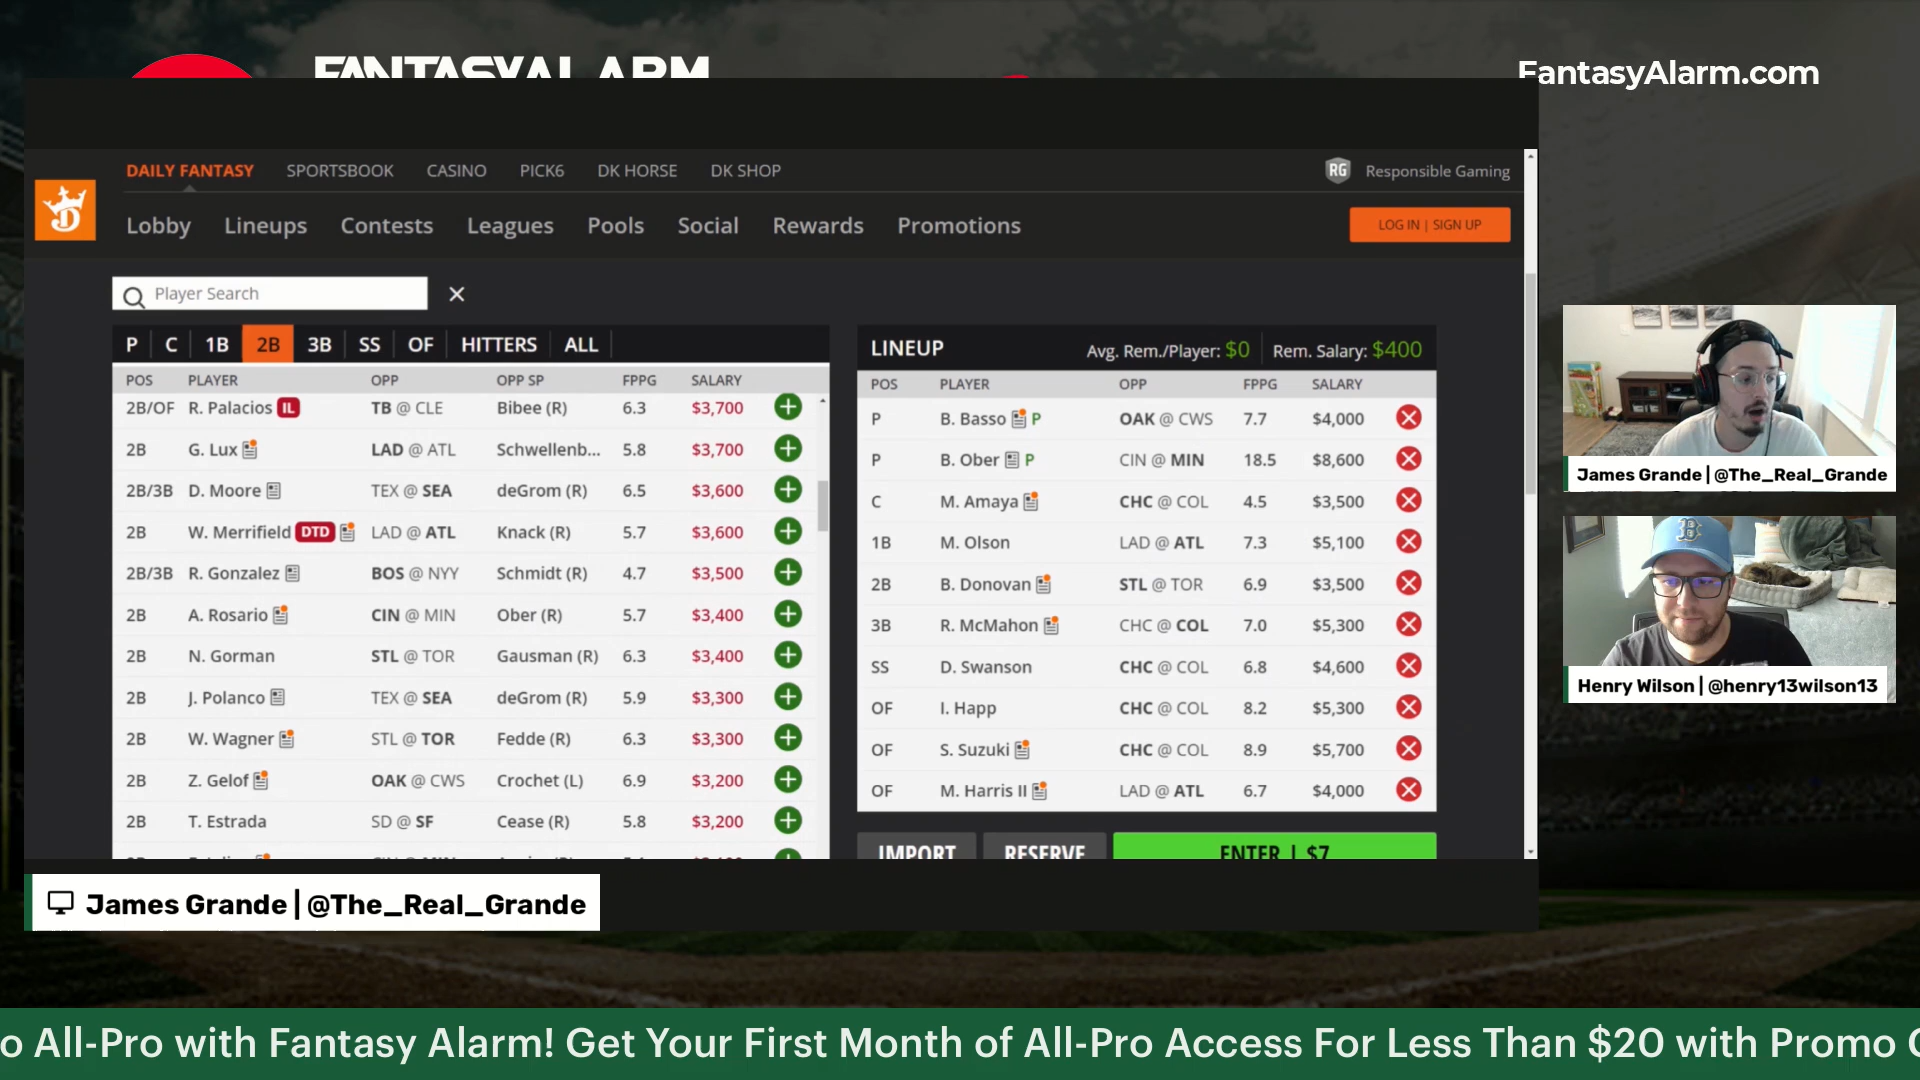 FANTASYALARM
FantasyAlarm.com
DAILY FANTASY SPORTSBOOK CASINO PICK6 DK HORSE DK SHOP
RG Responsible Gaming
Lobby Lineups Contests Leagues Pools Social Rewards Promotions
LOG IN | SIGN UP
Player Search
P C 1B 2B 3B SS OF HITTERS ALL
POS PLAYER OPP OPP SP FPPG SALARY
2B/OF R. Palacios IL TB @ CLE Bibee (R) 6.3 $3,700
2B G. Lux LAD @ ATL Schwellenb... 5.8 $3,700
2B/3B D. Moore TEX @ SEA deGrom (R) 6.5 $3,600
2B W. Merrifield DTD LAD @ ATL Knack (R) 5.7 $3,600
2B/3B R. Gonzalez BOS @ NYY Schmidt (R) 4.7 $3,500
2B A. Rosario CIN @ MIN Ober (R) 5.7 $3,400
2B N. Gorman STL @ TOR Gausman (R) 6.3 $3,400
2B J. Polanco TEX @ SEA deGrom (R) 5.9 $3,300
2B W. Wagner STL @ TOR Fedde (R) 6.3 $3,300
2B Z. Gelof OAK @ CWS Crochet (L) 6.9 $3,200
2B T. Estrada SD @ SF Cease (R) 5.8 $3,200
LINEUP Avg. Rem./Player: $0 Rem. Salary: $400
POS PLAYER OPP FPPG SALARY
P B. Basso P OAK @ CWS 7.7 $4,000
P B. Ober P CIN @ MIN 18.5 $8,600
C M. Amaya CHC @ COL 4.5 $3,500
1B M. Olson LAD @ ATL 7.3 $5,100
2B B. Donovan STL @ TOR 6.9 $3,500
3B R. McMahon CHC @ COL 7.0 $5,300
SS D. Swanson CHC @ COL 6.8 $4,600
OF I. Happ CHC @ COL 8.2 $5,300
OF S. Suzuki CHC @ COL 8.9 $5,700
OF M. Harris II LAD @ ATL 6.7 $4,000
IMPORT RESERVE ENTER | $7
James Grande | @The_Real_Grande
Henry Wilson | @henry13wilson13
James Grande | @The_Real_Grande
o All-Pro with Fantasy Alarm! Get Your First Month of All-Pro Access For Less Than $20 with Promo